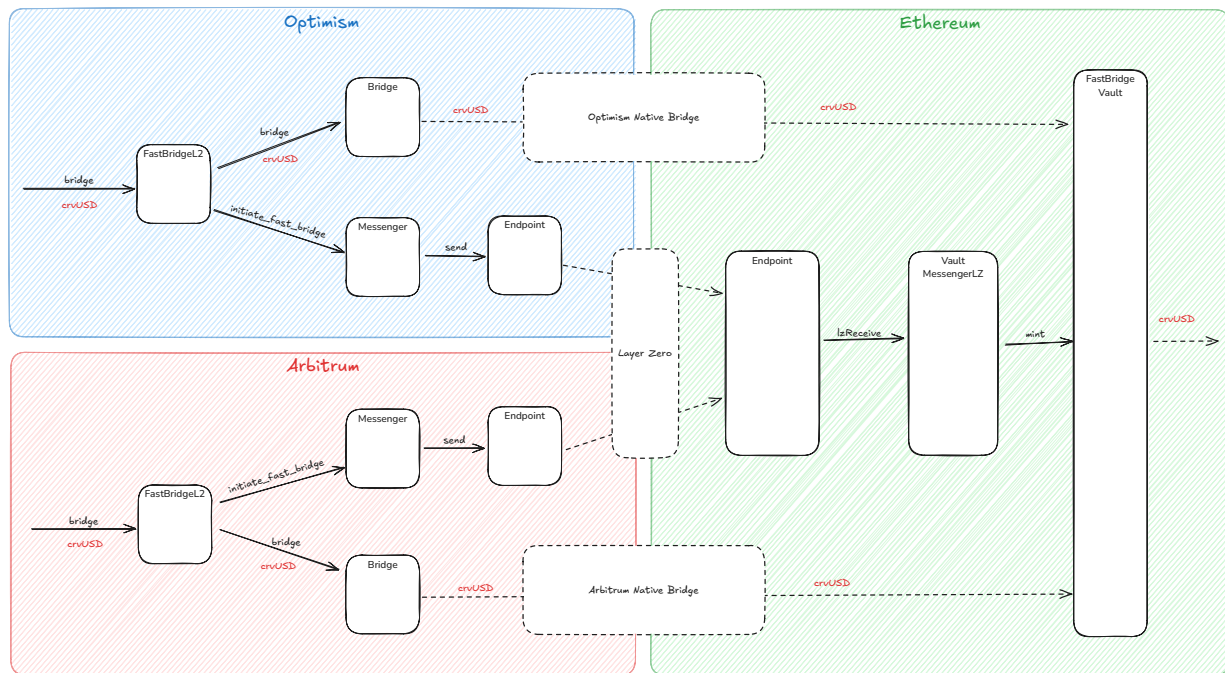 Optimism
Ethereum
Bridge
FastBridge
Vault
crvUSD
crvUSD
Optimism Native Bridge
bridge
crvUSD
FastBridgeL2
bridge
crvUSD
initiate_fast_bridge
Messenger
send
Endpoint
Endpoint
Vault
MessengerLZ
lzReceive
mint
crvUSD
Layer Zero
Arbitrum
Messenger
send
Endpoint
initiate_fast_bridge
FastBridgeL2
bridge
crvUSD
bridge
crvUSD
Bridge
crvUSD
Arbitrum Native Bridge
crvUSD